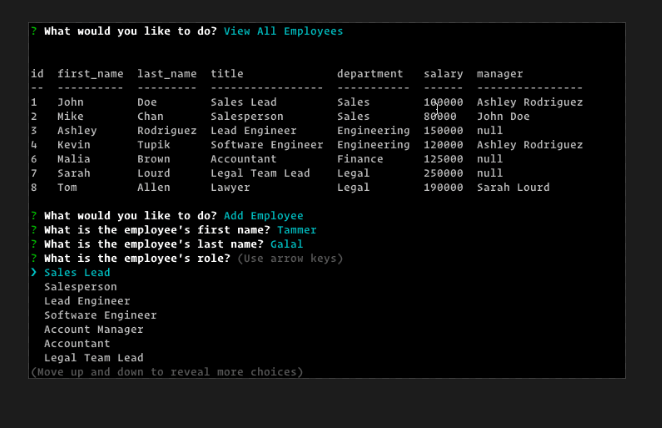 ? What would you like to do? View All Employees
id  first_name  last_name  title              department   salary  manager
--  ----------  ---------  -----------------  -----------  ------  ----------------
1   John        Doe        Sales Lead         Sales        100000  Ashley Rodriguez
2   Mike        Chan       Salesperson        Sales        80000   John Doe
3   Ashley      Rodriguez  Lead Engineer      Engineering  150000  null
4   Kevin       Tupik      Software Engineer  Engineering  120000  Ashley Rodriguez
6   Malia       Brown      Accountant         Finance      125000  null
7   Sarah       Lourd      Legal Team Lead    Legal        250000  null
8   Tom         Allen      Lawyer             Legal        190000  Sarah Lourd
? What would you like to do? Add Employee
? What is the employee's first name? Tammer
? What is the employee's last name? Galal
? What is the employee's role? (Use arrow keys)
❯ Sales Lead
  Salesperson
  Lead Engineer
  Software Engineer
  Account Manager
  Accountant
  Legal Team Lead
(Move up and down to reveal more choices)